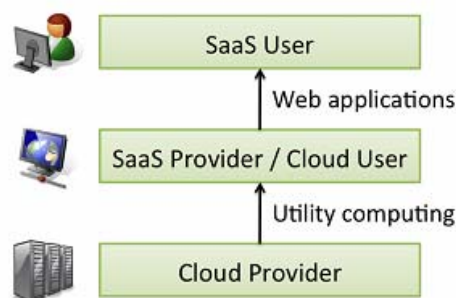 SaaS User
Web applications
SaaS Provider / Cloud User
Utility computing
Cloud Provider